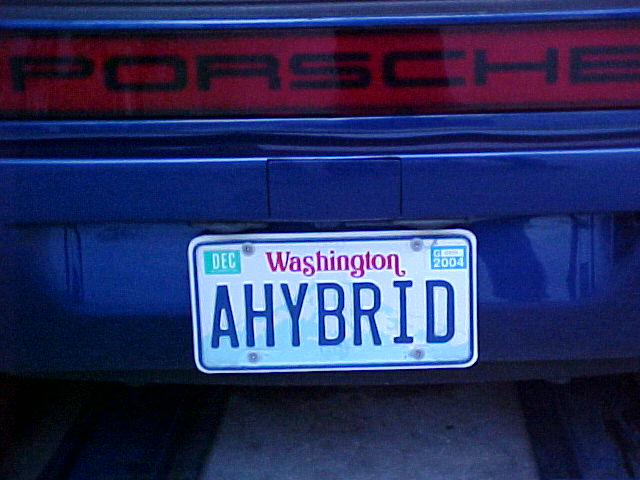 PORSCHE
DEC Washington 2004
AHYBRID